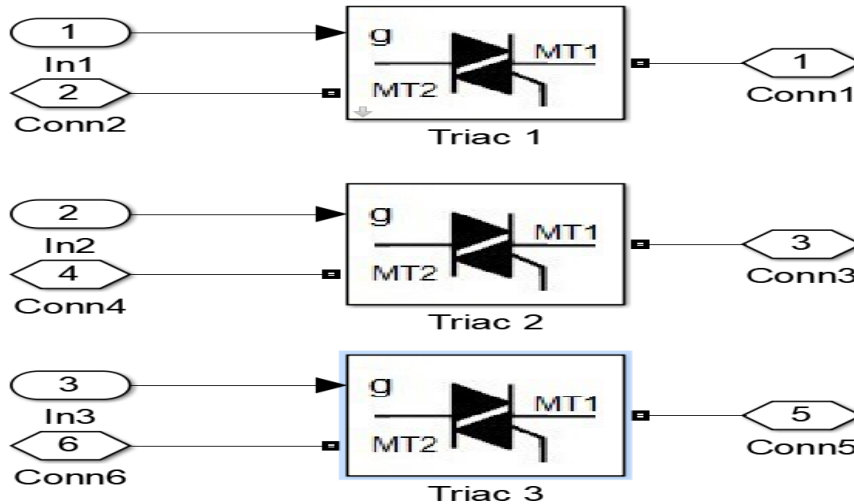 1
In1
2
Conn2
g
MT1
MT2
Triac 1
1
Conn1
2
In2
4
Conn4
g
MT1
MT2
Triac 2
3
Conn3
3
In3
6
Conn6
g
MT1
MT2
Triac 3
5
Conn5